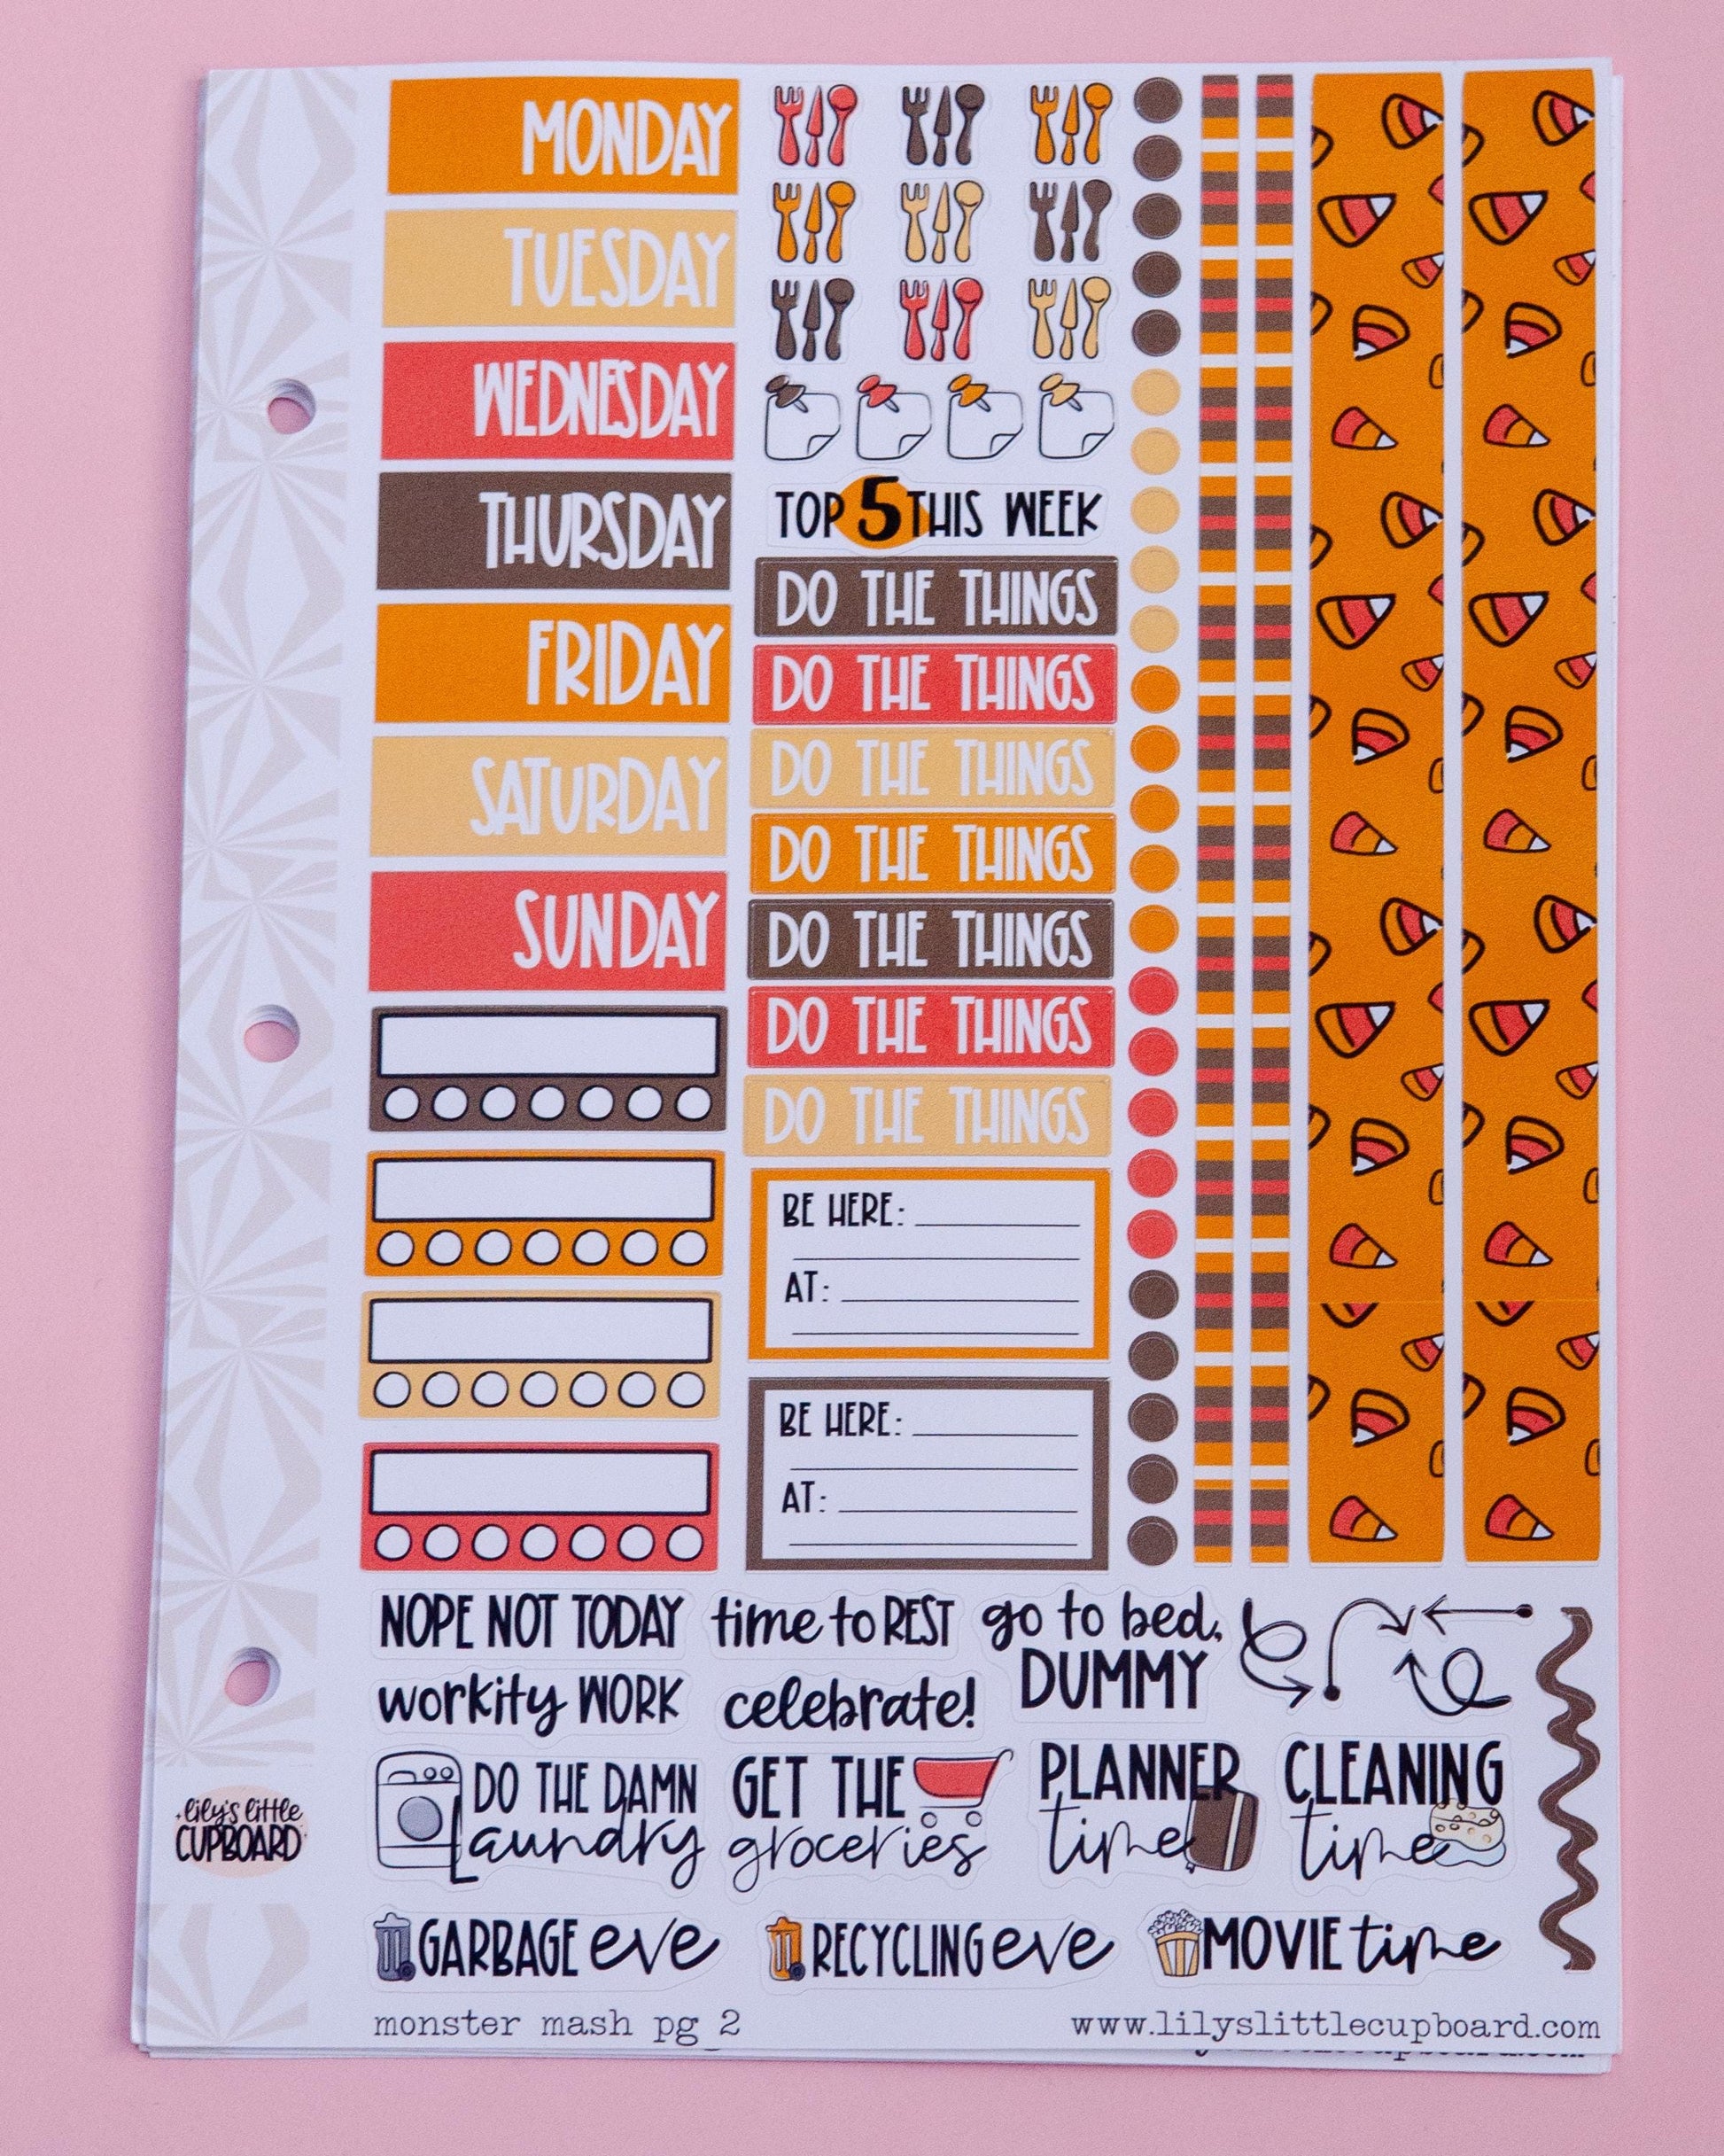 MONDAY
TUESDAY
WEDNESDAY
THURSDAY
FRIDAY
SATURDAY
SUNDAY
TOP 5 THIS WEEK
DO THE THINGS
DO THE THINGS
DO THE THINGS
DO THE THINGS
DO THE THINGS
DO THE THINGS
DO THE THINGS
BE HERE:
AT:
BE HERE:
AT:
NOPE NOT TODAY
time to REST
go to bed,
DUMMY
workity WORK
celebrate!
DO THE DAMN
laundry
GET THE
groceries
PLANNER
time
CLEANING
time
GARBAGE eve
RECYCLING eve
MOVIE time
lily's little
CUPBOARD
monster mash pg 2
www.lilyslittlecupboard.com